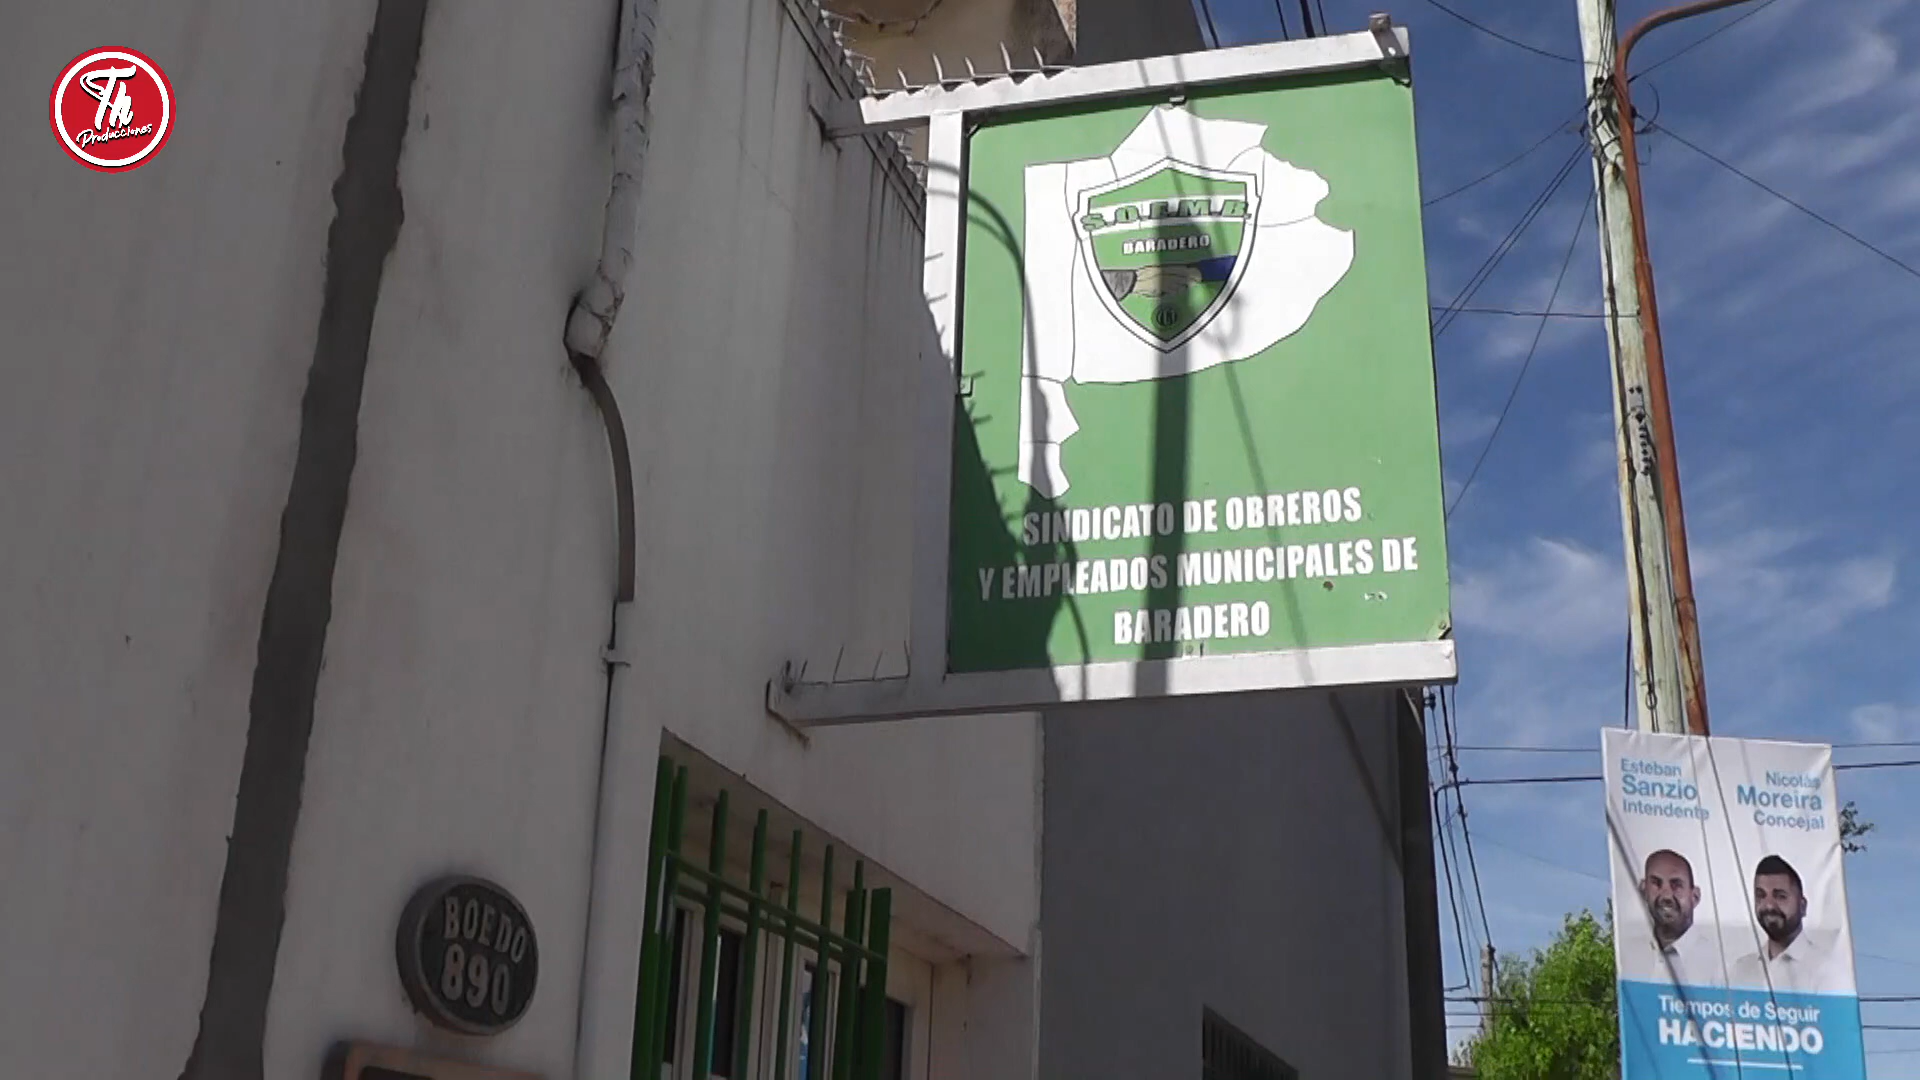 Th
Producciones
S.O.E.M.B.
BARADERO
SINDICATO DE OBREROS
Y EMPLEADOS MUNICIPALES DE
BARADERO
BOEDO
890
Esteban
Sanzio
Intendente
Nicolás
Moreira
Concejal
Tiempos de Seguir
HACIENDO